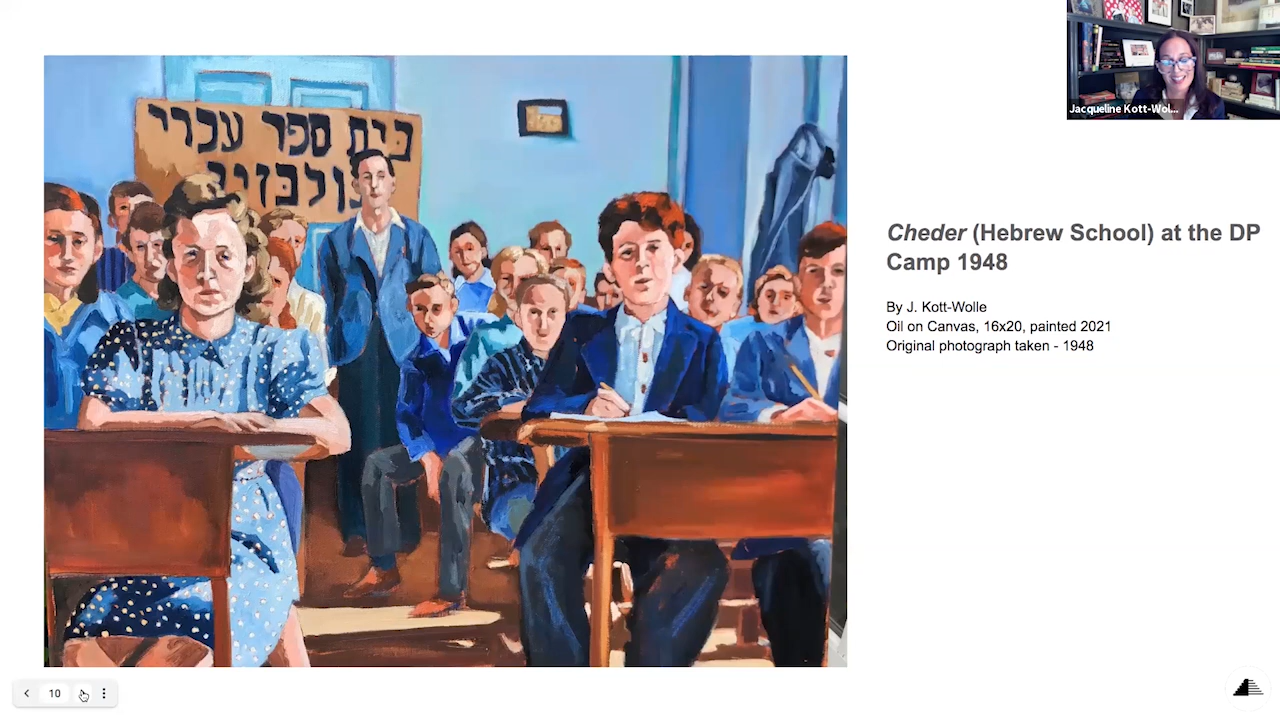 בית ספר עברי
Jacqueline Kott-Wol...
Cheder (Hebrew School) at the DP
Camp 1948
By J. Kott-Wolle
Oil on Canvas, 16x20, painted 2021
Original photograph taken - 1948
10